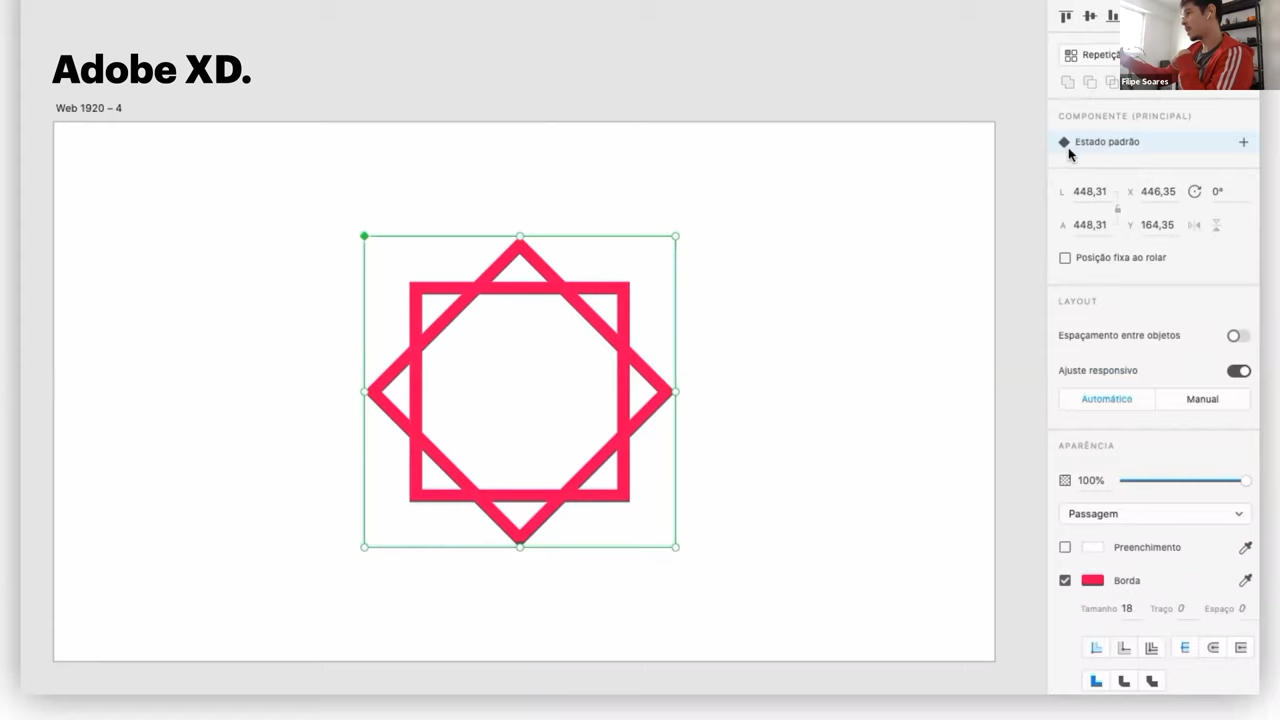 Adobe XD.
Web 1920 – 4
Filipe Soares
COMPONENTE (PRINCIPAL)
Estado padrão
L 448,31 X 446,35 0°
A 448,31 Y 164,35
Posição fixa ao rolar
LAYOUT
Espaçamento entre objetos
Ajuste responsivo
Automático Manual
APARÊNCIA
100%
Passagem
Preenchimento
Borda
Tamanho 18 Traço 0 Espaço 0